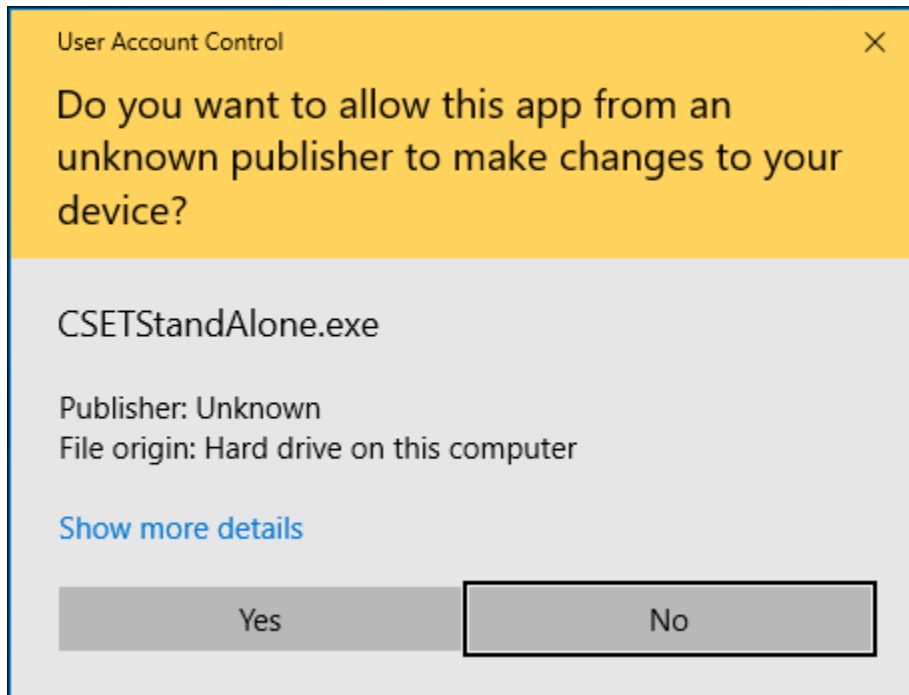 User Account Control
Do you want to allow this app from an
unknown publisher to make changes to your
device?
CSETStandAlone.exe
Publisher: Unknown
File origin: Hard drive on this computer
Show more details
Yes
No